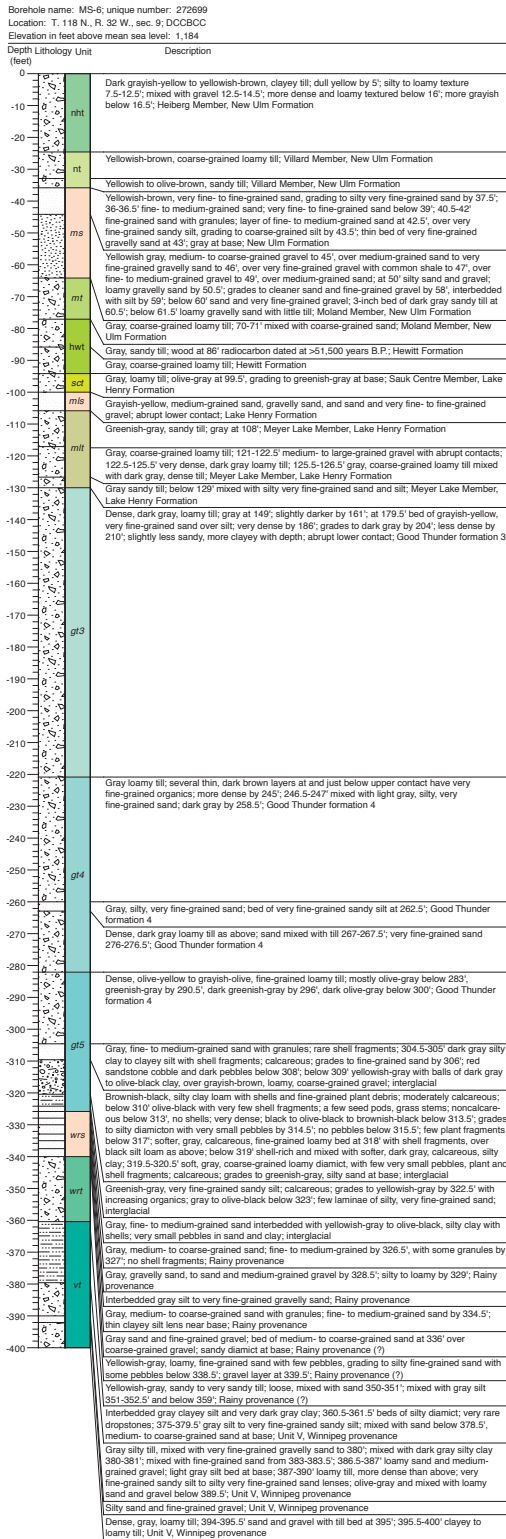 Borehole name: MS-6; unique number: 272699
Location: T. 118 N., R. 32 W., sec. 9; DCCBCC
Elevation in feet above mean sea level: 1,184
Depth Lithology Unit Description
(feet)
0
-10
-20
-30
-40
-50
-60
-70
-80
-90
-100
-110
-120
-130
-140
-150
-160
-170
-180
-190
-200
-210
-220
-230
-240
-250
-260
-270
-280
-290
-300
-310
-320
-330
-340
-350
-360
-370
-380
-390
-400
nht
nt
ms
mt
hwt
sct
mls
mlt
gt3
gt4
gt5
wrs
wrt
vt
Dark grayish-yellow to yellowish-brown, clayey till; dull yellow by 5'; silty to loamy texture
7.5-12.5'; mixed with gravel 12.5-14.5'; more dense and loamy textured below 16'; more grayish
below 16.5'; Heiberg Member, New Ulm Formation
Yellowish-brown, coarse-grained loamy till; Villard Member, New Ulm Formation
Yellowish to olive-brown, sandy till; Villard Member, New Ulm Formation
Yellowish-brown, very fine- to fine-grained sand, grading to silty very fine-grained sand by 37.5';
36-36.5' fine- to medium-grained sand; very fine- to fine-grained sand below 39'; 40.5-42'
fine-grained sand with granules; layer of fine- to medium sand at 42.5', over very fine-grained
sandy silt, grading to coarse-grained silt by 43.5'; thin bed of very fine-grained
gravelly sand at 43'; gray at base; New Ulm Formation
Yellowish gray, medium- to coarse-grained gravel to 45', over medium-grained sand to very
fine-grained gravelly sand to 46', over very fine-grained gravel with common shale to 47', over
fine- to medium-grained gravel to 49', over medium-grained sand; at 50' silty sand and gravel;
loamy gravelly sand by 50.5'; grades to cleaner sand and fine-grained gravel by 58', interbedded
with silt by 59'; below 60' sand and very fine-grained gravel; 3-inch bed of dark gray sandy till at
60.5'; below 61.5' loamy gravelly sand with little till; Moland Member, New Ulm Formation
Gray, coarse-grained loamy till; 70-71' mixed with coarse-grained sand; Moland Member, New
Ulm Formation
Gray, sandy till; wood at 86' radiocarbon dated at >51,500 years B.P.; Hewitt Formation
Gray, coarse-grained loamy till; Hewitt Formation
Gray, loamy till; olive-gray at 99.5', grading to greenish-gray at base; Sauk Centre Member, Lake
Henry Formation
Grayish-yellow, medium-grained sand, gravelly sand, and sand and very fine- to fine-grained
gravel; abrupt lower contact; Lake Henry Formation
Greenish-gray, sandy till; gray at 108'; Meyer Lake Member, Lake Henry Formation
Gray, coarse-grained loamy till; 121-122.5' medium- to large-grained gravel with abrupt contacts;
122.5-125.5' very dense, dark gray loamy till; 125.5-126.5' gray, coarse-grained loamy till mixed
with dark gray, dense till; Meyer Lake Member, Lake Henry Formation
Gray sandy till; below 129' mixed with silty very fine-grained sand and silt; Meyer Lake Member,
Lake Henry Formation
Dense, dark gray, loamy till; gray at 149'; slightly darker by 161'; at 179.5' bed of grayish-yellow,
very fine-grained sand over silt; very dense by 186'; grades to dark gray by 204'; less dense by
210'; slightly less sandy, more clayey with depth; abrupt lower contact; Good Thunder formation 3
Gray loamy till; several thin, dark brown layers at and just below upper contact have very
fine-grained organics; more dense by 245'; 246.5-247' mixed with light gray, silty, very
fine-grained sand; dark gray by 258.5'; Good Thunder formation 4
Gray, silty, very fine-grained sand; bed of very fine-grained sandy silt at 262.5'; Good Thunder
formation 4
Dense, dark gray loamy till as above; sand mixed with till 267-267.5'; very fine-grained sand
276-276.5'; Good Thunder formation 4
Dense, olive-yellow to grayish-olive, fine-grained loamy till; mostly olive-gray below 283',
greenish-gray by 290.5', dark greenish-gray by 296', dark olive-gray below 300'; Good Thunder
formation 4
Gray, fine- to medium-grained sand with granules; rare shell fragments; 304.5-305' dark gray silty
clay to clayey silt with shell fragments; calcareous; grades to fine-grained sand by 306'; red
sandstone cobble and dark pebbles below 308'; below 309' yellowish-gray with balls of dark gray
to olive-black clay, over grayish-brown, loamy, coarse-grained gravel; interglacial
Brownish-black, silty clay loam with shells and fine-grained plant debris; moderately calcareous;
below 310' olive-black with very few shell fragments; a few seed pods, grass stems; noncalcare-
ous below 313', no shells; very dense; black to olive-black to brownish-black below 313.5'; grades
to silty diamicton with very small pebbles by 314.5'; no pebbles below 315.5'; few plant fragments
below 317'; softer, gray, calcareous, fine-grained loamy bed at 318' with shell fragments, over
black silt loam as above; below 319' shell-rich and mixed with softer, dark gray, calcareous, silty
clay; 319.5-320.5' soft, gray, coarse-grained loamy diamict, with few very small pebbles, plant and
shell fragments; calcareous; grades to greenish-gray, silty sand at base; interglacial
Greenish-gray, very fine-grained sandy silt; calcareous; grades to yellowish-gray by 322.5' with
increasing organics; gray to olive-black below 323'; few laminae of silty, very fine-grained sand;
interglacial
Gray, fine- to medium-grained sand interbedded with yellowish-gray to olive-black, silty clay with
shells; very small pebbles in sand and clay; interglacial
Gray, medium- to coarse-grained sand; fine- to medium-grained by 326.5', with some granules by
327'; no shell fragments; Rainy provenance
Gray, gravelly sand, to sand and medium-grained gravel by 328.5'; silty to loamy by 329'; Rainy
provenance
Interbedded gray silt to very fine-grained gravelly sand; Rainy provenance
Gray, medium- to coarse-grained sand with granules; fine- to medium-grained sand by 334.5';
thin clayey silt lens near base; Rainy provenance
Gray sand and fine-grained gravel; bed of medium- to coarse-grained sand at 336' over
coarse-grained gravel; sandy diamict at base; Rainy provenance (?)
Yellowish-gray, loamy, fine-grained sand with few pebbles, grading to silty fine-grained sand with
some pebbles below 338.5'; gravel layer at 339.5'; Rainy provenance (?)
Yellowish-gray, sandy to very sandy till; loose, mixed with sand 350-351'; mixed with gray silt
351-352.5' and below 359'; Rainy provenance (?)
Interbedded gray clayey silt and very dark gray clay; 360.5-361.5' beds of silty diamict; very rare
dropstones; 375-379.5' gray silt to very fine-grained sandy silt; mixed with sand below 378.5',
medium- to coarse-grained sand at base; Unit V, Winnipeg provenance
Gray silty till, mixed with very fine-grained gravelly sand to 380'; mixed with dark gray silty clay
380-381'; mixed with fine-grained sand from 383-383.5'; 386.5-387' loamy sand and medium-
grained gravel; light gray silt bed at base; 387-390' loamy till, more dense than above; very
fine-grained sandy silt to silty very fine-grained sand lenses; olive-gray and mixed with loamy
sand and gravel below 389.5'; Unit V, Winnipeg provenance
Silty sand and fine-grained gravel; Unit V, Winnipeg provenance
Dense, gray, loamy till; 394-395.5' sand and gravel with till bed at 395'; 395.5-400' clayey to
loamy till; Unit V, Winnipeg provenance